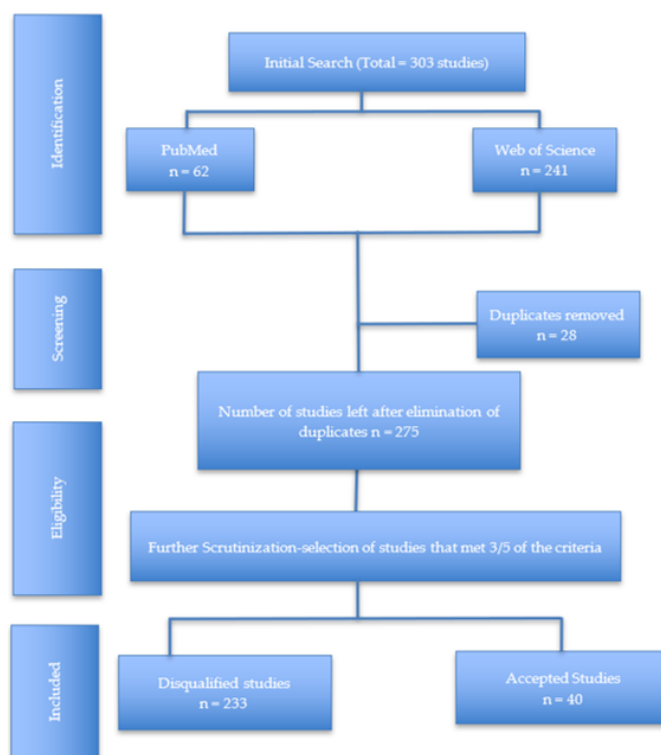 Identification
Initial Search (Total = 303 studies)
PubMed
n = 62
Web of Science
n = 241
Screening
Duplicates removed
n = 28
Number of studies left after elimination of
duplicates n = 275
Eligibility
Further Scrutinization-selection of studies that met 3/5 of the criteria
Included
Disqualified studies
n = 233
Accepted Studies
n = 40